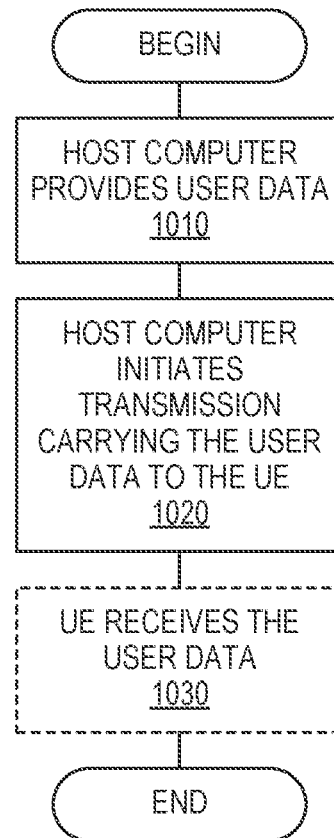 BEGIN
HOST COMPUTER
PROVIDES USER DATA
1010
HOST COMPUTER
INITIATES
TRANSMISSION
CARRYING THE USER
DATA TO THE UE
1020
UE RECEIVES THE
USER DATA
1030
END